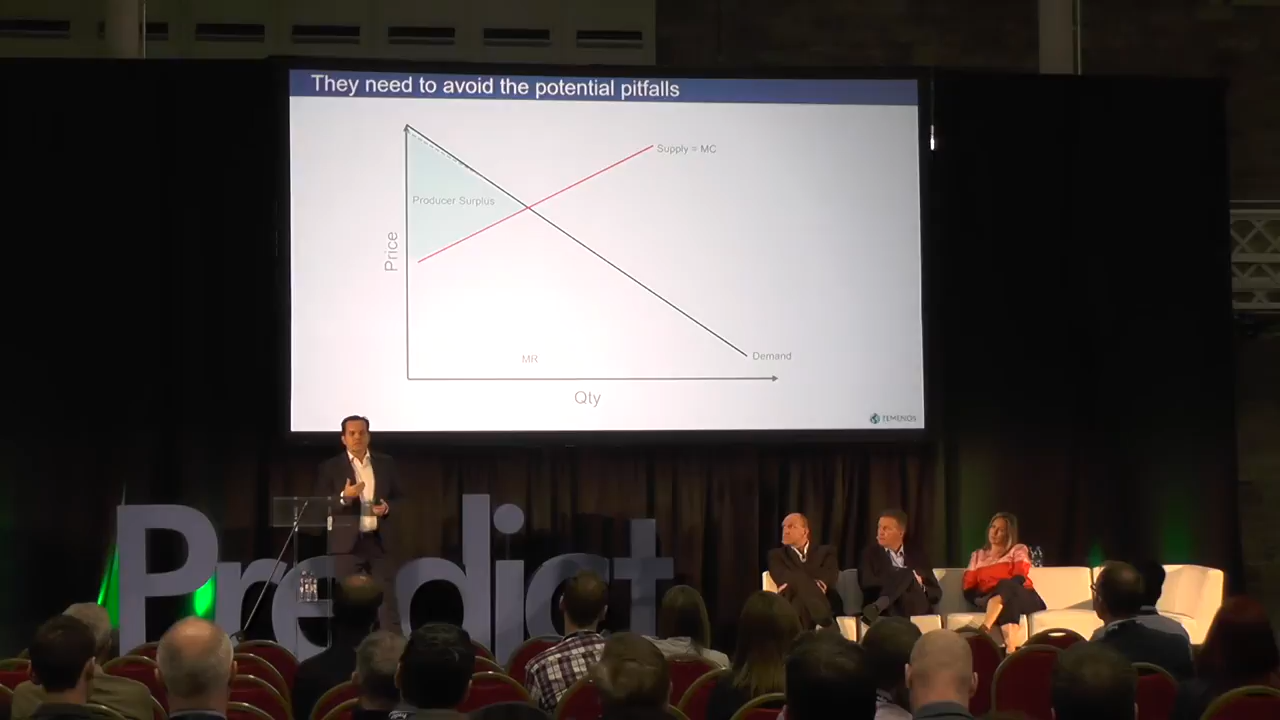 They need to avoid the potential pitfalls
Supply = MC
Producer Surplus
Price
MR
Demand
Qty
TEMENOS
Predict